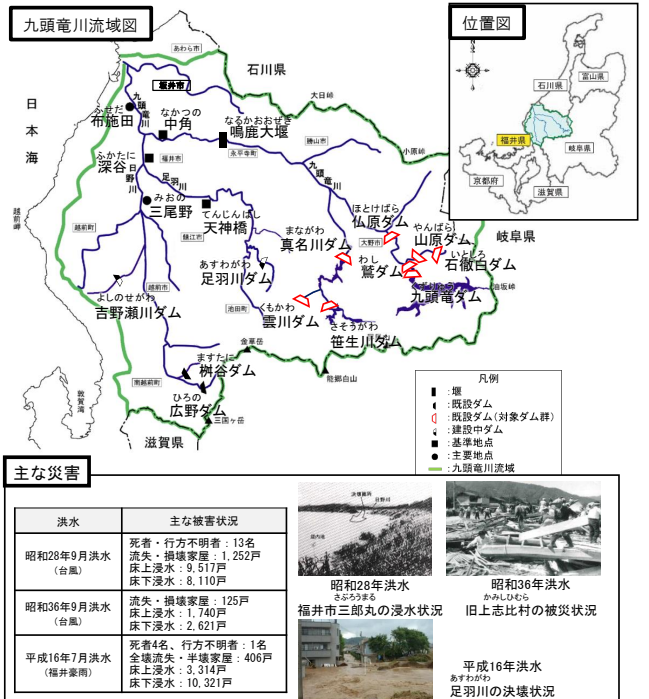 九頭竜川流域図
位置図
石川県
富山県
福井県
岐阜県
京都府
滋賀県
あわら市
坂井市
石川県
大日峠
小原峠
日本海
越前岬
九頭竜川
ふせだ
布施田
なかつの
中角
なるかおおぜき
鳴鹿大堰
永平寺町
勝山市
九頭竜川
ふかたに
深谷
福井市
日野川
足羽川
みおの
三尾野
てんじんばし
天神橋
鯖江市
越前町
まながわ
真名川ダム
ほとけばら
仏原ダム
大野市
やんばら
山原ダム
いとしろ
石徹白ダム
岐阜県
わし
鷲ダム
九頭竜ダム
油坂峠
あすわがわ
足羽川ダム
よしのせがわ
吉野瀬川ダム
越前市
池田町
くもかわ
雲川ダム
さそうがわ
笹生川ダム
金草岳
能郷白山
ますたに
桝谷ダム
南越前町
ひろの
広野ダム
三国ヶ岳
敦賀湾
滋賀県
凡例
:堰
:既設ダム
:既設ダム(対象ダム群)
:建設中ダム
:基準地点
:主要地点
:九頭竜川流域
主な災害
洪水
主な被害状況
昭和28年9月洪水
(台風)
死者・行方不明者:13名
流失・損壊家屋:1,252戸
床上浸水:9,517戸
床下浸水:8,110戸
昭和36年9月洪水
(台風)
流失・損壊家屋:125戸
床上浸水:1,740戸
床下浸水:2,621戸
平成16年7月洪水
(福井豪雨)
死者4名、行方不明者:1名
全壊流失・半壊家屋:406戸
床上浸水:3,314戸
床下浸水:10,321戸
決壊箇所
日野川
昭和28年洪水
さぶろうまる
福井市三郎丸の浸水状況
昭和36年洪水
かみしひむら
旧上志比村の被災状況
平成16年洪水
あすわがわ
足羽川の決壊状況